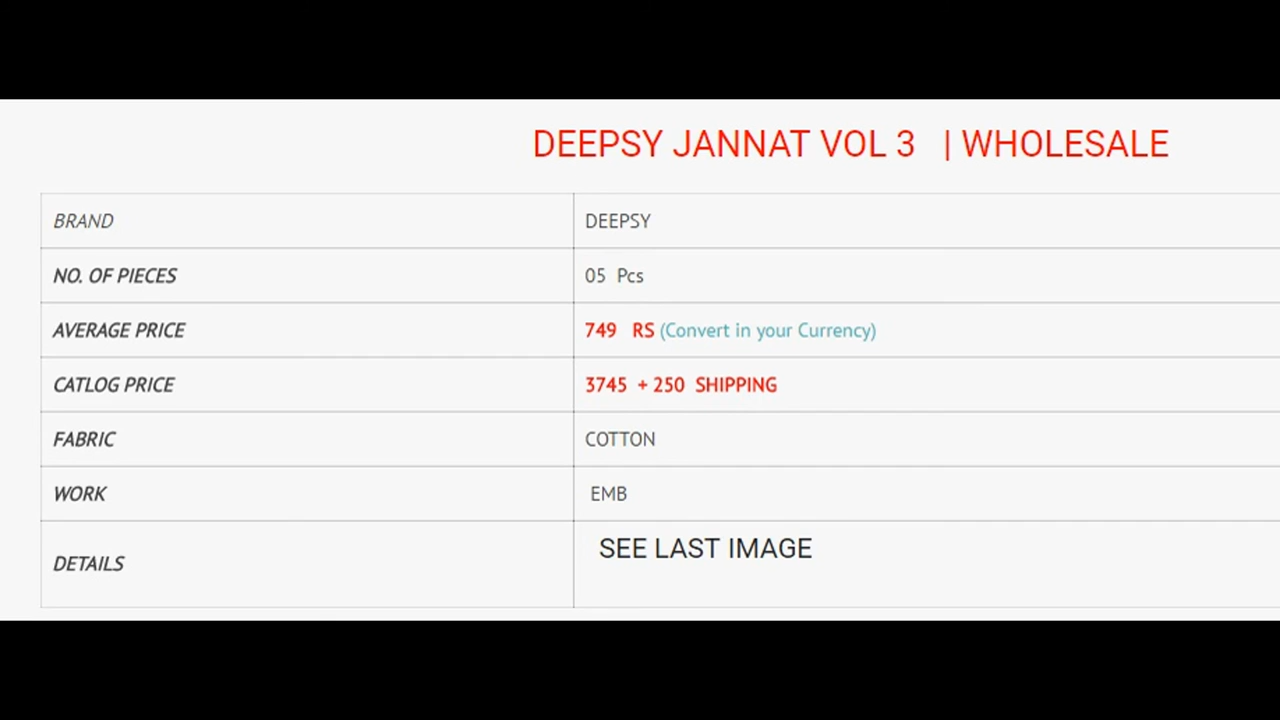 DEEPSY JANNAT VOL 3 | WHOLESALE
BRAND DEEPSY
NO. OF PIECES 05 Pcs
AVERAGE PRICE 749 RS (Convert in your Currency)
CATLOG PRICE 3745 + 250 SHIPPING
FABRIC COTTON
WORK EMB
DETAILS SEE LAST IMAGE